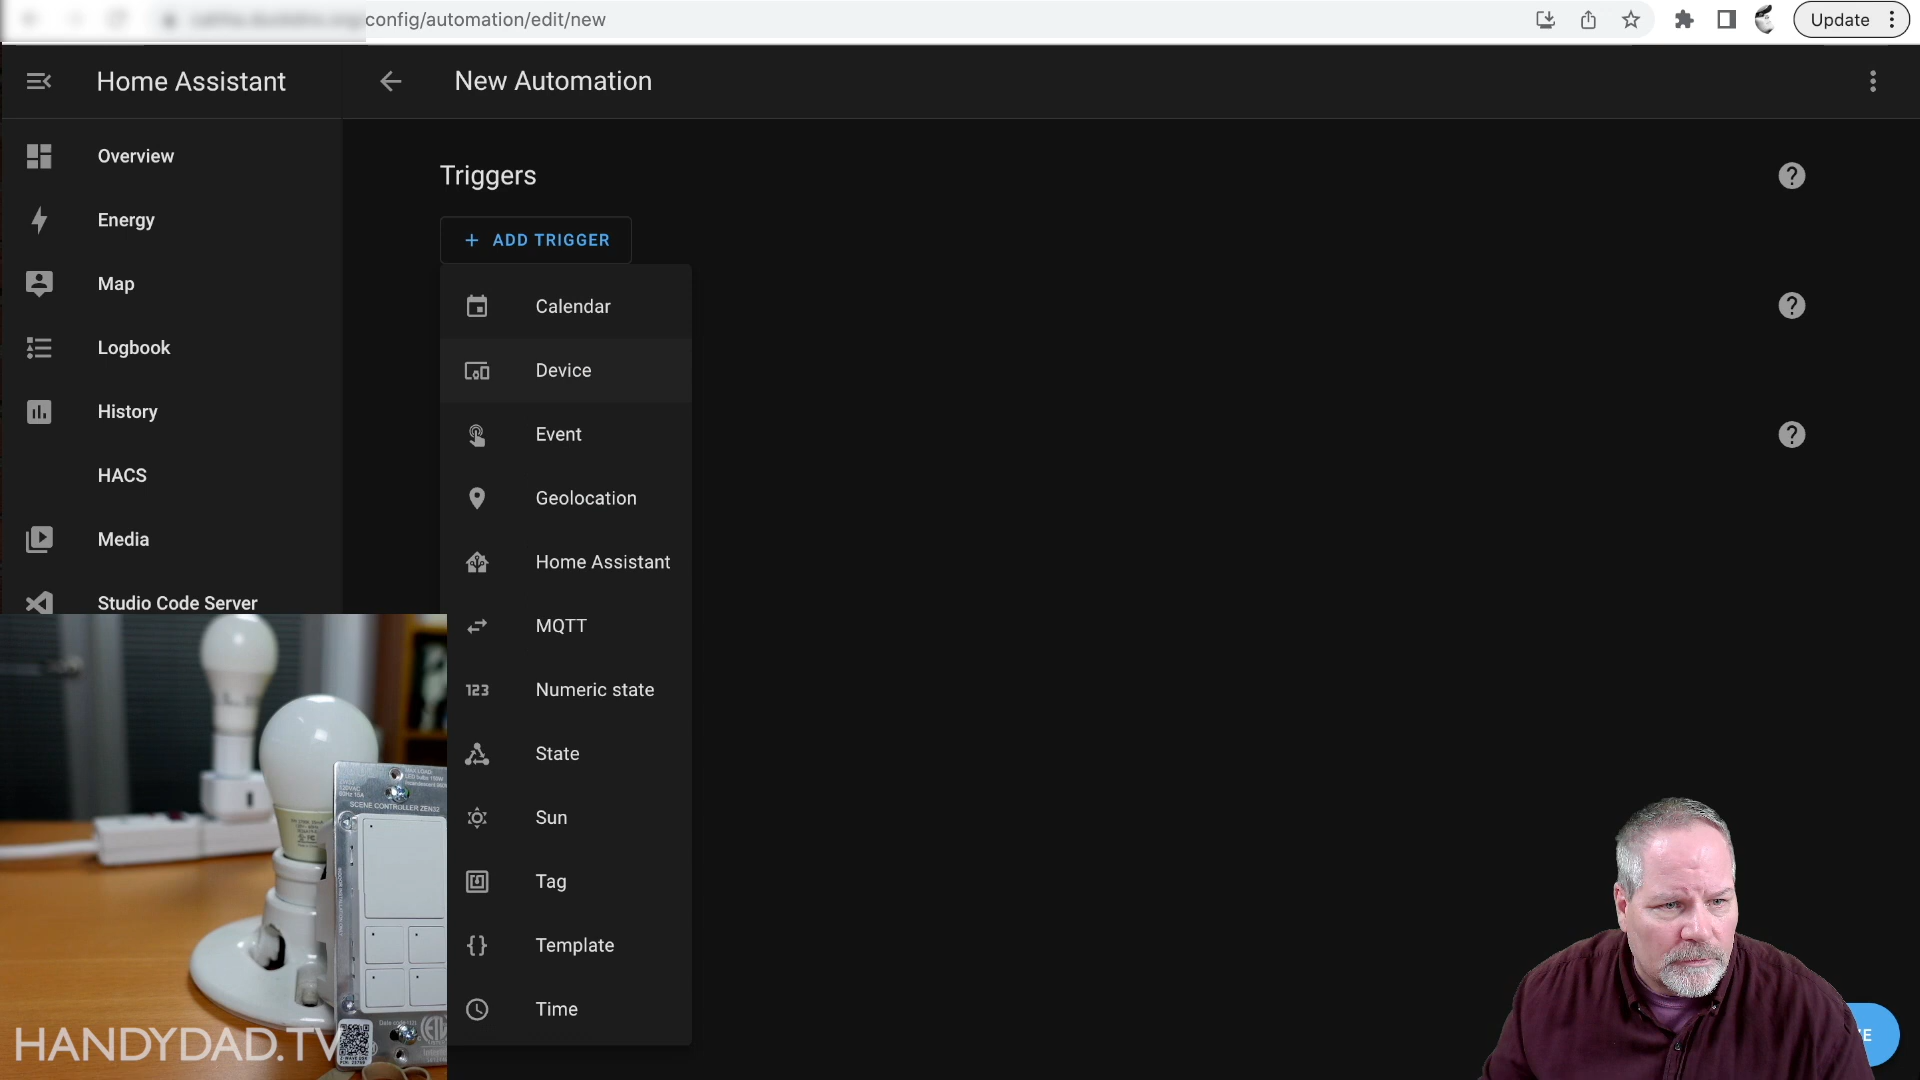 config/automation/edit/new
Update
Home Assistant
New Automation
Overview
Energy
Map
Logbook
History
HACS
Media
Studio Code Server
Triggers
+ ADD TRIGGER
Calendar
Device
Event
Geolocation
Home Assistant
MQTT
123
Numeric state
State
Sun
Tag
Template
Time
SCENE CONTROLLER ZEN32
HANDYDAD.TV
E